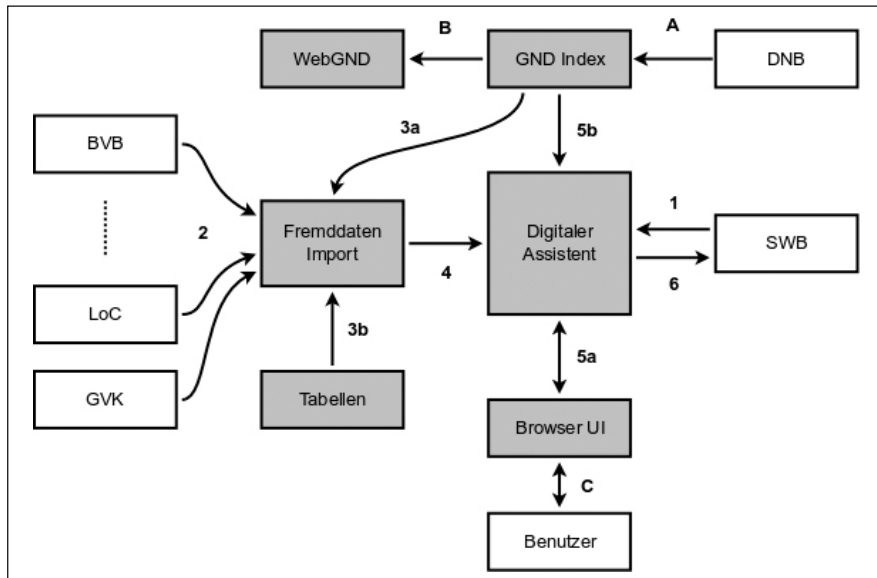 B
A
WebGND
GND Index
DNB
3a
5b
BVB
1
2
Fremddaten
Import
Digitaler
Assistent
SWB
4
6
LoC
3b
5a
GVK
Tabellen
Browser UI
C
Benutzer